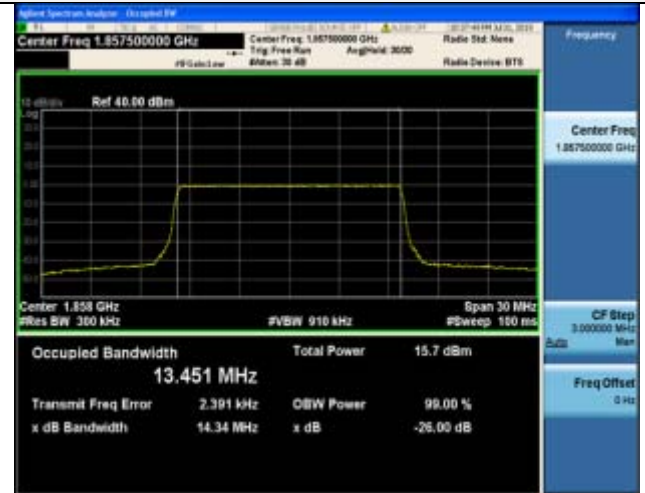 Agilent Spectrum Analyzer - Occupied BW
Center Freq 1.857500000 GHz
Center Freq: 1.857500000 GHz
Trig: Free Run
Avg|Hold: 30/30
#IFGain:Low
#Atten: 30 dB
Radio Std: None
Radio Device: BTS
Frequency
10 dB/div
Ref 40.00 dBm
Log
Center Freq
1.857500000 GHz
Center 1.858 GHz
Span 30 MHz
#Res BW 300 kHz
#VBW 910 kHz
#Sweep 100 ms
CF Step
3.000000 MHz
Auto Man
Occupied Bandwidth
Total Power 15.7 dBm
13.451 MHz
Freq Offset
0 Hz
Transmit Freq Error 2.391 kHz OBW Power 99.00 %
x dB Bandwidth 14.34 MHz x dB -26.00 dB